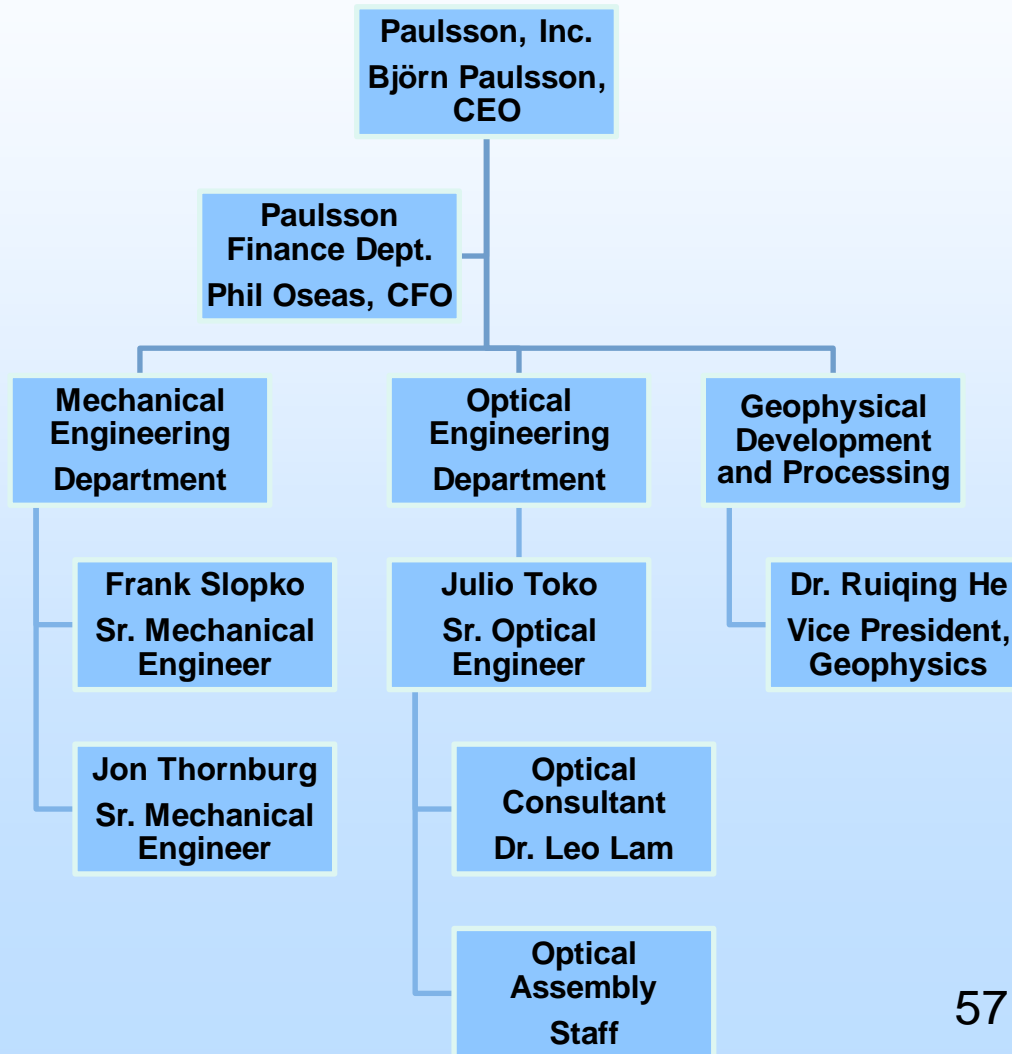 Paulsson, Inc.
Björn Paulsson,
CEO
Paulsson
Finance Dept.
Phil Oseas, CFO
Mechanical
Engineering
Department
Optical
Engineering
Department
Geophysical
Development
and Processing
Frank Slopko
Sr. Mechanical
Engineer
Julio Toko
Sr. Optical
Engineer
Dr. Ruiqing He
Vice President,
Geophysics
Jon Thornburg
Sr. Mechanical
Engineer
Optical
Consultant
Dr. Leo Lam
Optical
Assembly
Staff
57